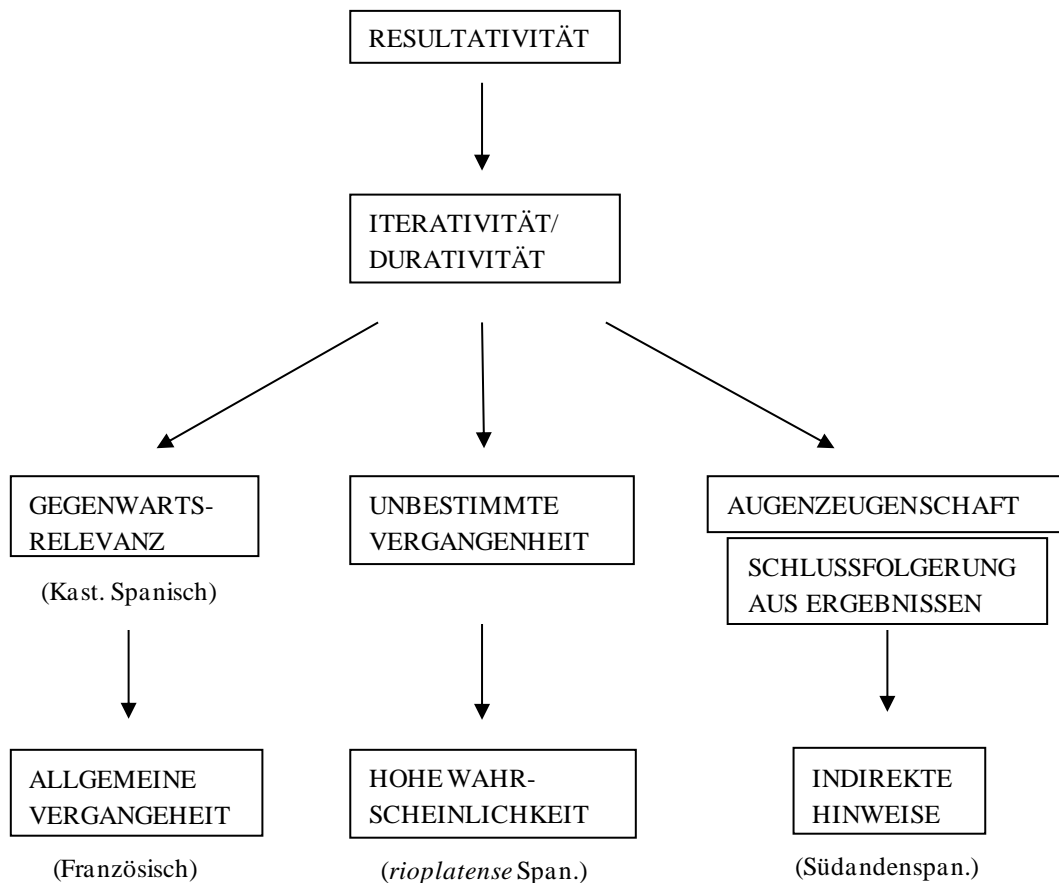 RESULTATIVITÄT
ITERATIVITÄT/
DURATIVITÄT
GEGENWARTS-
RELEVANZ
(Kast. Spanisch)
UNBESTIMMTE
VERGANGENHEIT
AUGENZEUGENSCHAFT
SCHLUSSFOLGERUNG
AUS ERGEBNISSEN
ALLGEMEINE
VERGANGEHEIT
(Französisch)
HOHE WAHR-
SCHEINLICHKEIT
(rioplatense Span.)
INDIREKTE
HINWEISE
(Südandenspan.)